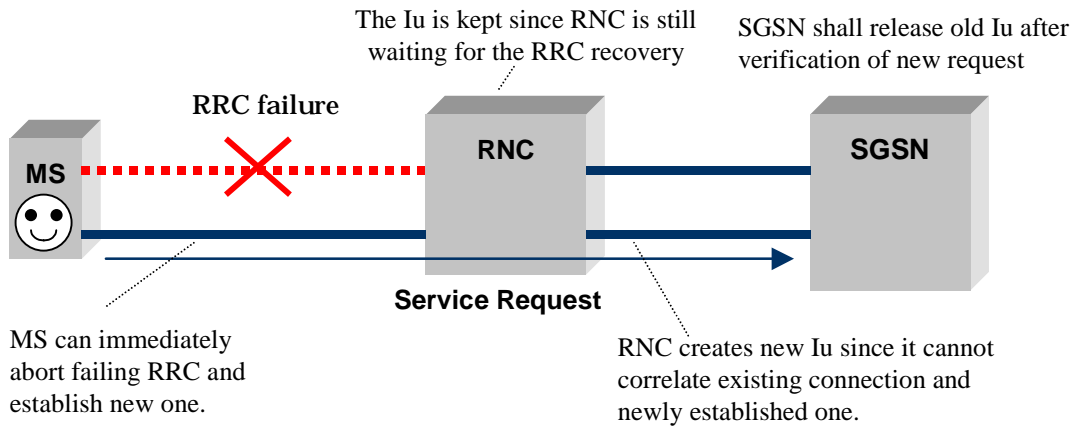 The Iu is kept since RNC is still
waiting for the RRC recovery
SGSN shall release old Iu after
verification of new request
RRC failure
MS
RNC
SGSN
Service Request
MS can immediately
abort failing RRC and
establish new one.
RNC creates new Iu since it cannot
correlate existing connection and
newly established one.